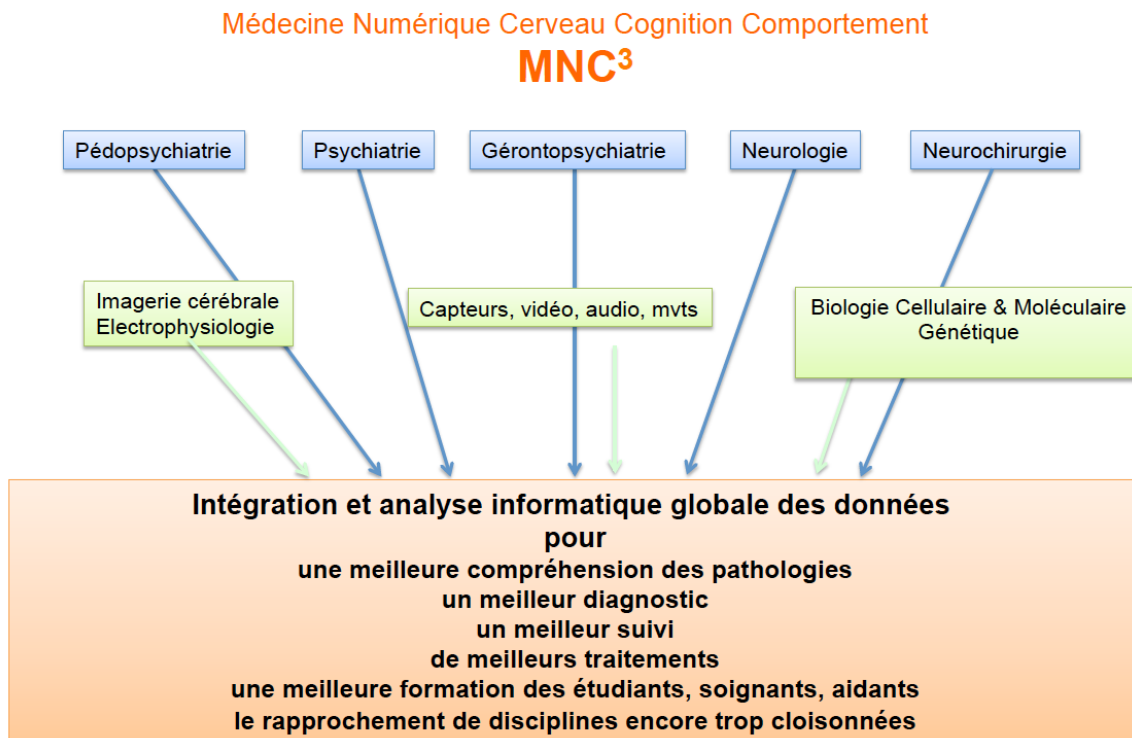 Médecine Numérique Cerveau Cognition Comportement
MNC³
Pédopsychiatrie
Psychiatrie
Gérontopsychiatrie
Neurologie
Neurochirurgie
Imagerie cérébrale
Electrophysiologie
Capteurs, vidéo, audio, mvts
Biologie Cellulaire & Moléculaire
Génétique
Intégration et analyse informatique globale des données
pour
une meilleure compréhension des pathologies
un meilleur diagnostic
un meilleur suivi
de meilleurs traitements
une meilleure formation des étudiants, soignants, aidants
le rapprochement de disciplines encore trop cloisonnées